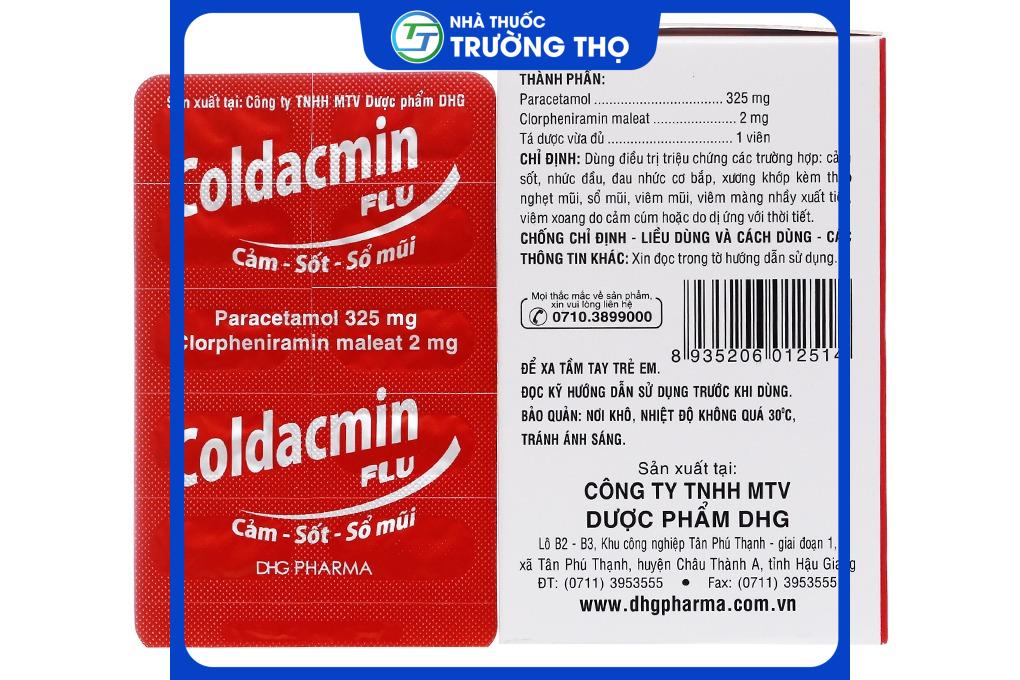 NHÀ THUỐC
TRƯỜNG THỌ
xuất tại: Công ty TNHH MTV Dược phẩm DHG
Coldacmin
FLU
Cảm - Sốt - Sổ mũi
Paracetamol 325 mg
Clorpheniramin maleat 2 mg
Coldacmin
FLU
Cảm - Sốt - Sổ mũi
DHG PHARMA
THÀNH PHẦN:
Paracetamol ................................. 325 mg
Clorpheniramin maleat ..................... 2 mg
Tá dược vừa đủ ................................ 1 viên
CHỈ ĐỊNH: Dùng điều trị triệu chứng các trường hợp:
sốt, nhức đầu, đau nhức cơ bắp, xương khớp kèm
nghẹt mũi, sổ mũi, viêm mũi, viêm màng nhầy xuất
viêm xoang do cảm cúm hoặc do dị ứng với thời tiết.
CHỐNG CHỈ ĐỊNH - LIỀU DÙNG VÀ CÁCH DÙNG - CÁC
THÔNG TIN KHÁC: Xin đọc trong tờ hướng dẫn sử dụng.
Mọi thắc mắc về sản phẩm,
xin vui lòng liên hệ
0710.3899000
8 935206 012514
ĐỂ XA TẦM TAY TRẺ EM.
ĐỌC KỸ HƯỚNG DẪN SỬ DỤNG TRƯỚC KHI DÙNG.
BẢO QUẢN: NƠI KHÔ, NHIỆT ĐỘ KHÔNG QUÁ 30°C,
TRÁNH ÁNH SÁNG.
Sản xuất tại:
CÔNG TY TNHH MTV
DƯỢC PHẨM DHG
Lô B2 - B3, Khu công nghiệp Tân Phú Thạnh - giai đoạn 1,
xã Tân Phú Thạnh, huyện Châu Thành A, tỉnh Hậu Giang
ĐT: (0711) 3953555 • Fax: (0711) 3953555
www.dhgpharma.com.vn